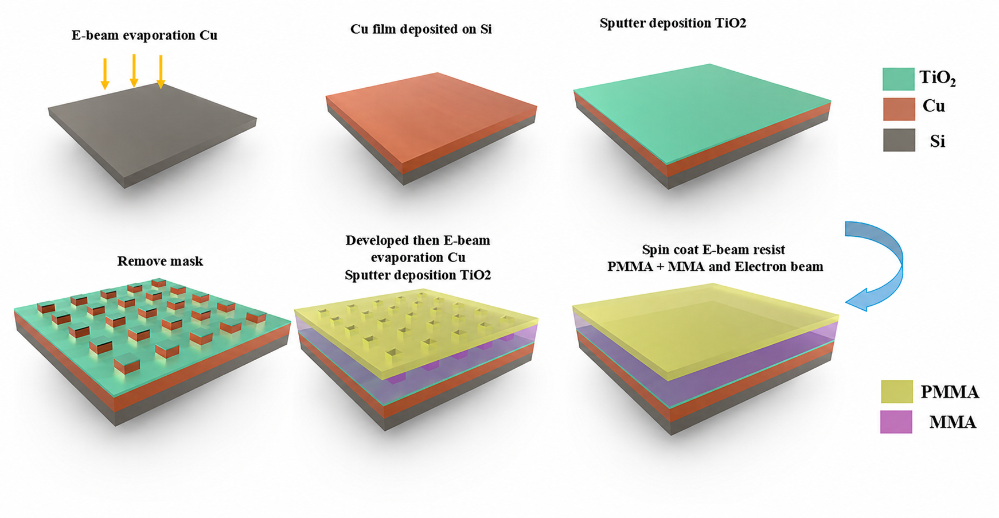 E-beam evaporation Cu
Cu film deposited on Si
Sputter deposition TiO2
TiO₂
Cu
Si
Remove mask
Developed then E-beam
evaporation Cu
Sputter deposition TiO2
Spin coat E-beam resist
PMMA + MMA and Electron beam
PMMA
MMA